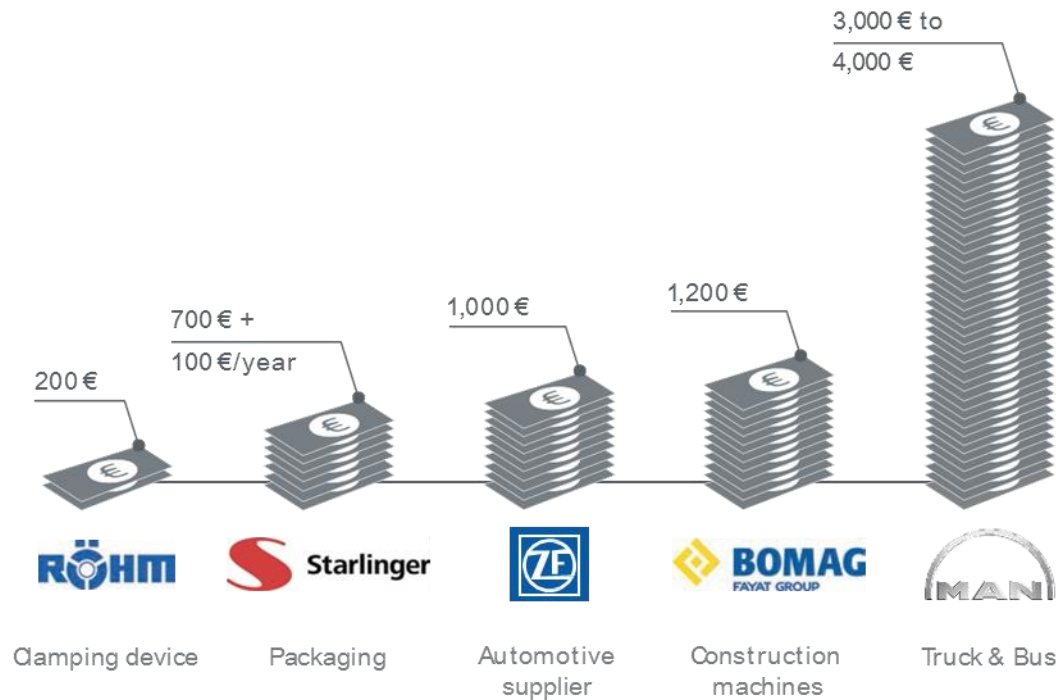 3,000 € to
4,000 €
1,200 €
1,000 €
700 € +
100 €/year
200 €
RÖHM
Starlinger
ZF
BOMAG
FAYAT GROUP
MAN
Clamping device
Packaging
Automotive
supplier
Construction
machines
Truck & Bus